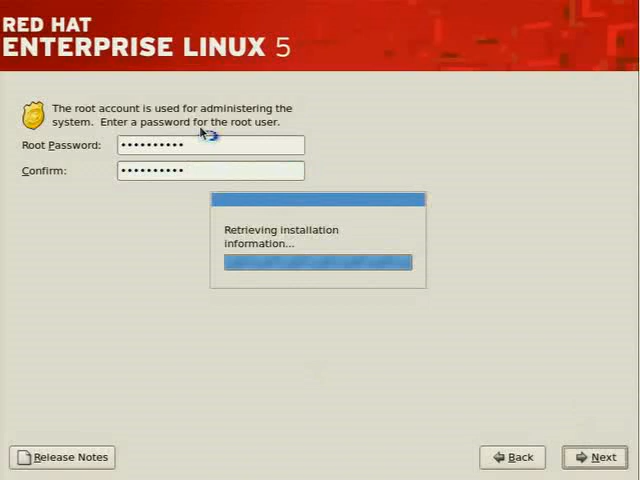 RED HAT
ENTERPRISE LINUX 5
The root account is used for administering the
system. Enter a password for the root user.
Root Password: ••••••••••
Confirm: ••••••••••
Retrieving installation
information...
Release Notes
Back
Next